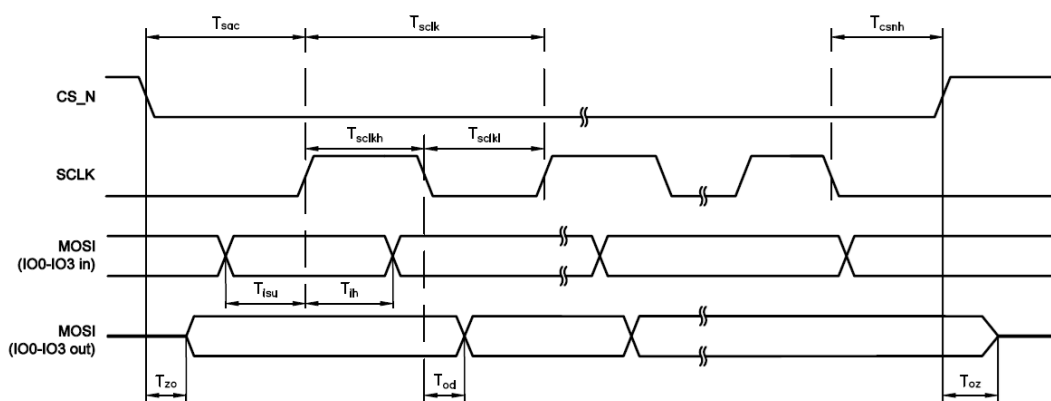 Tsac Tsclk Tcsnh
CS_N
Tsclkh Tsclkl
SCLK
MOSI
(IO0-IO3 in)
Tisu Tih
MOSI
(IO0-IO3 out)
Tzo Tod Toz